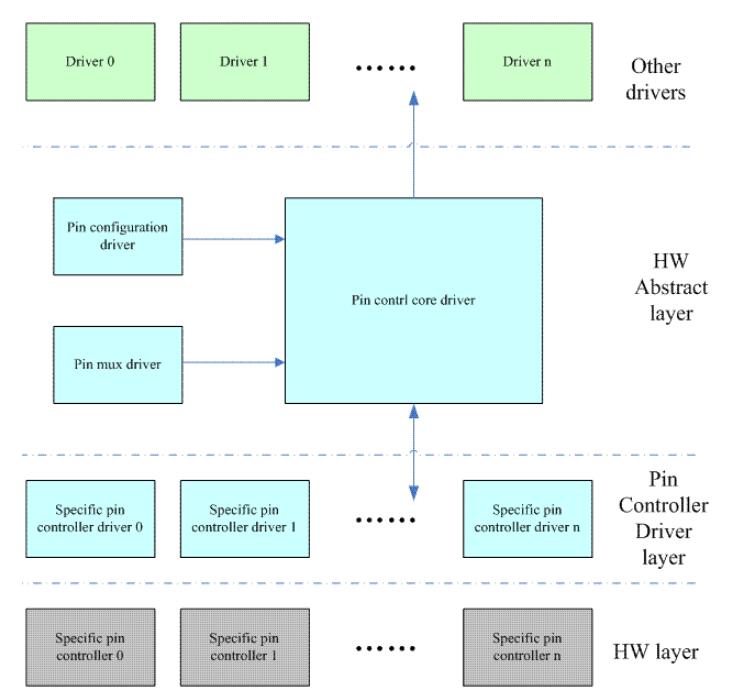 Driver 0
Driver 1
......
Driver n
Other
drivers
Pin configuration
driver
Pin contrl core driver
Pin mux driver
HW
Abstract
layer
Specific pin
controller driver 0
Specific pin
controller driver 1
......
Specific pin
controller driver n
Pin
Controller
Driver
layer
Specific pin
controller 0
Specific pin
controller 1
......
Specific pin
controller n
HW layer